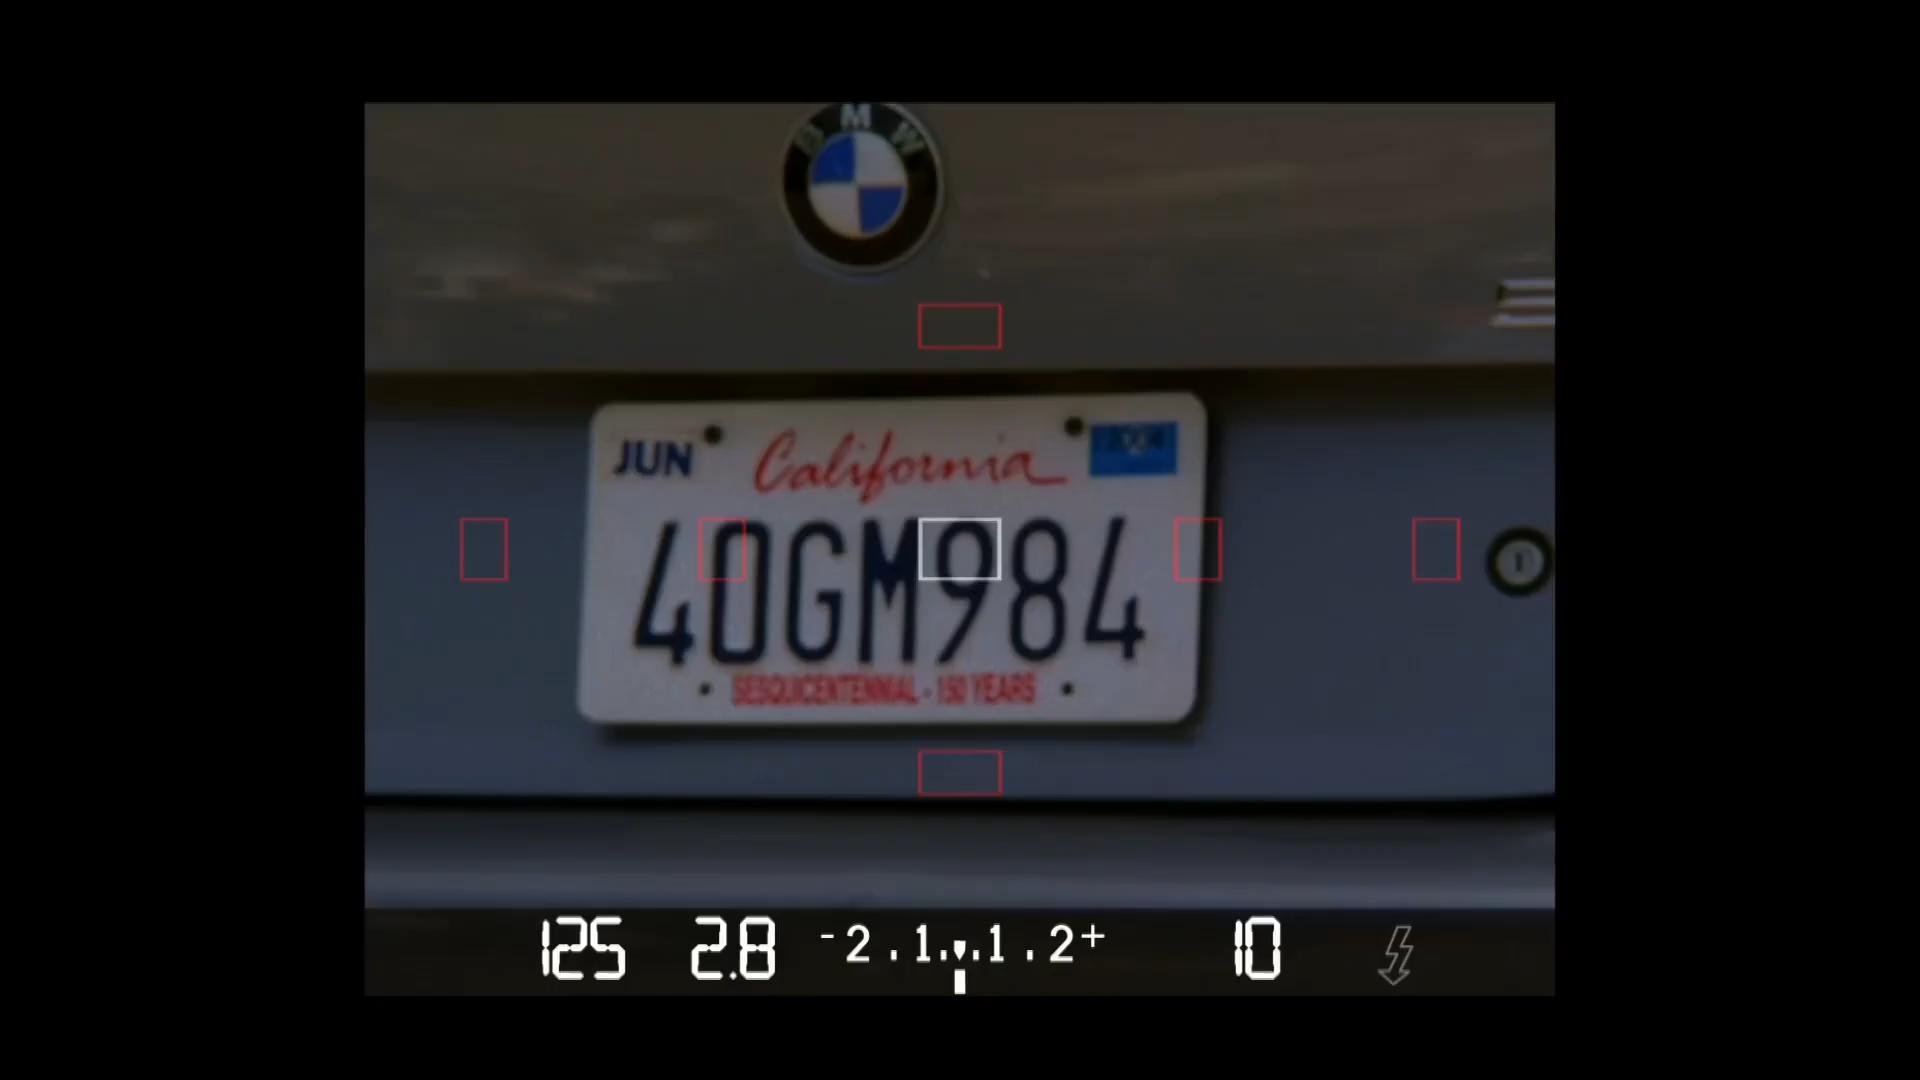 BMW
JUN California
40GM984
SESQUICENTENNIAL - 150 YEARS
125 2.8 -2.1.▼.1.2+ 10